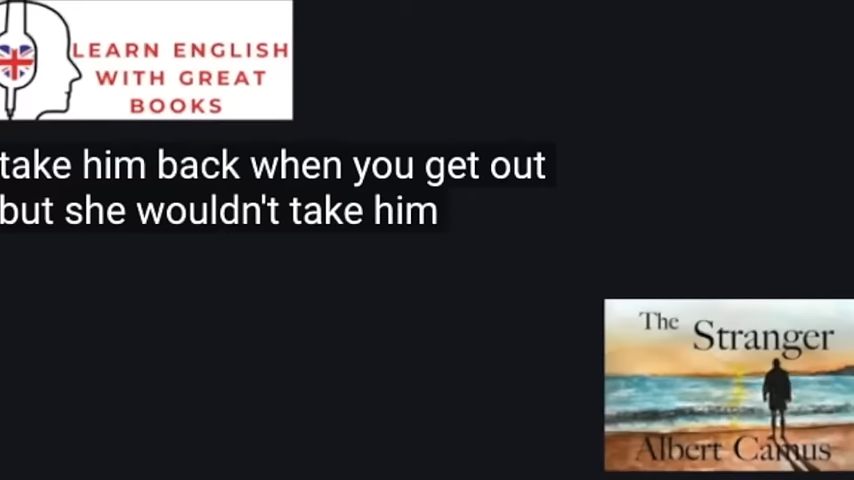 LEARN ENGLISH
WITH GREAT
BOOKS
take him back when you get out
but she wouldn't take him
The Stranger
Albert Camus